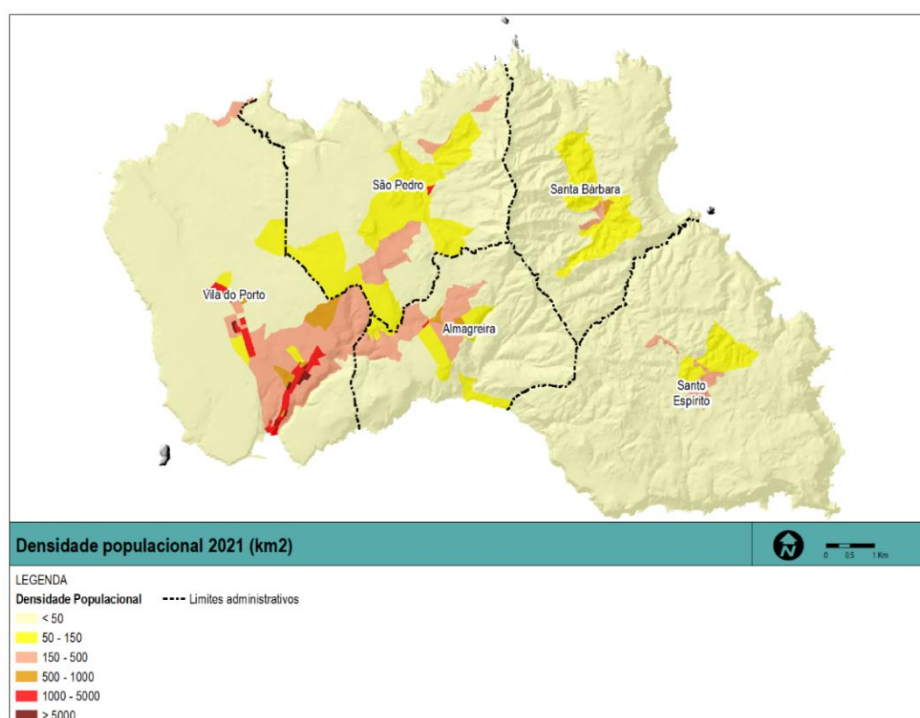 São Pedro
Santa Bárbara
Vila do Porto
Almagreira
Santo
Espírito
Densidade populacional 2021 (km2)
N
0 0,5 1 Km
LEGENDA
Densidade Populacional
Limites administrativos
< 50
50 - 150
150 - 500
500 - 1000
1000 - 5000
> 5000